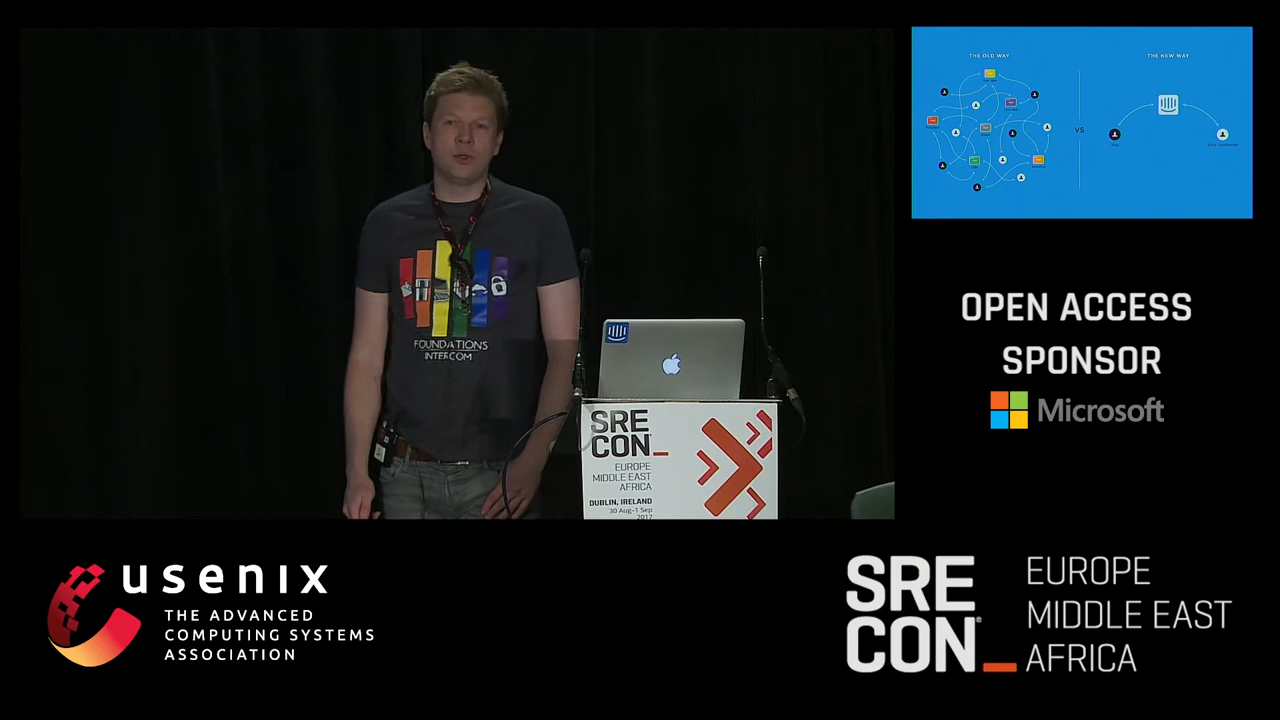 THE OLD WAY
THE NEW WAY
VS
OPEN ACCESS
SPONSOR
Microsoft
FOUNDATIONS
INTERCOM
SRE
CON_
EUROPE
MIDDLE EAST
AFRICA
DUBLIN, IRELAND
30 Aug–1 Sep
2017
usenix
THE ADVANCED
COMPUTING SYSTEMS
ASSOCIATION
SRE
CON®_
EUROPE
MIDDLE EAST
AFRICA